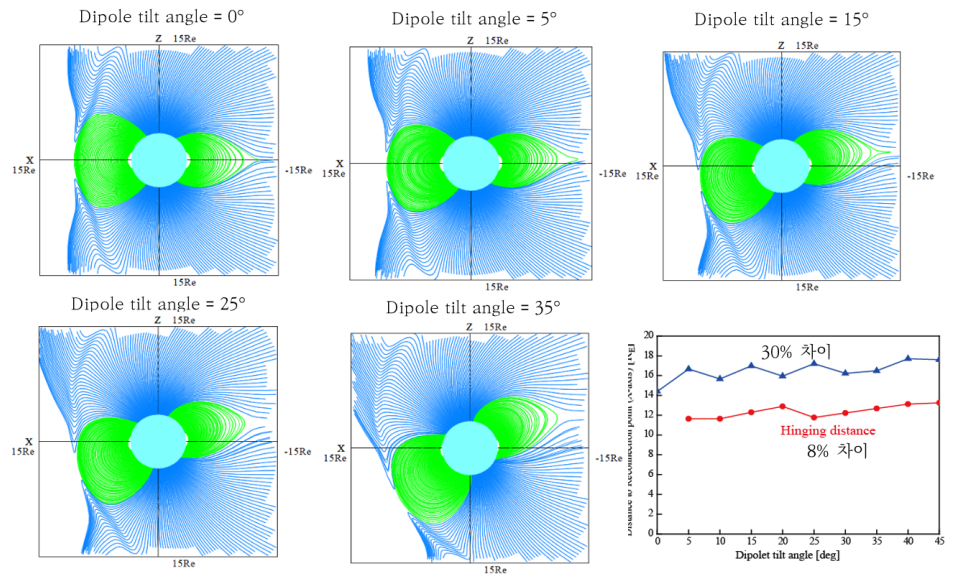 Dipole tilt angle = 0°
Dipole tilt angle = 5°
Dipole tilt angle = 15°
Z 15Re
Z 15Re
Z 15Re
X
15Re
-15Re
X
15Re
-15Re
X
15Re
-15Re
15Re
15Re
15Re
Dipole tilt angle = 25°
Dipole tilt angle = 35°
Z 15Re
Z 15Re
X
15Re
-15Re
X
15Re
-15Re
15Re
15Re
20
18
16
14
12
10
8
6
4
2
0
30% 차이
Hinging distance
8% 차이
0 5 10 15 20 25 30 35 40 45
Dipolet tilt angle [deg]